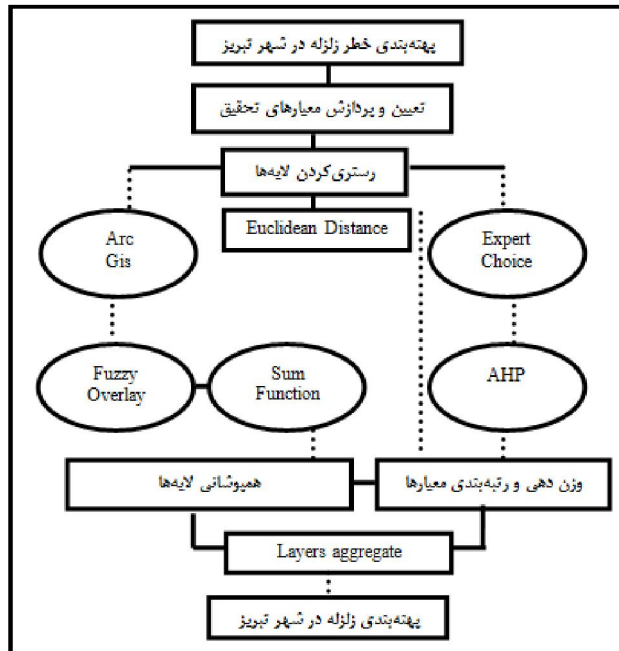 پهنه‌بندی خطر زلزله در شهر تبریز
تعیین و پردازش معیارهای تحقیق
رستری‌کردن لایه‌ها
Euclidean Distance
Arc
Gis
Expert
Choice
Fuzzy
Overlay
Sum
Function
AHP
همپوشانی لایه‌ها
وزن دهی و رتبه‌بندی معیارها
Layers aggregate
پهنه‌بندی زلزله در شهر تبریز